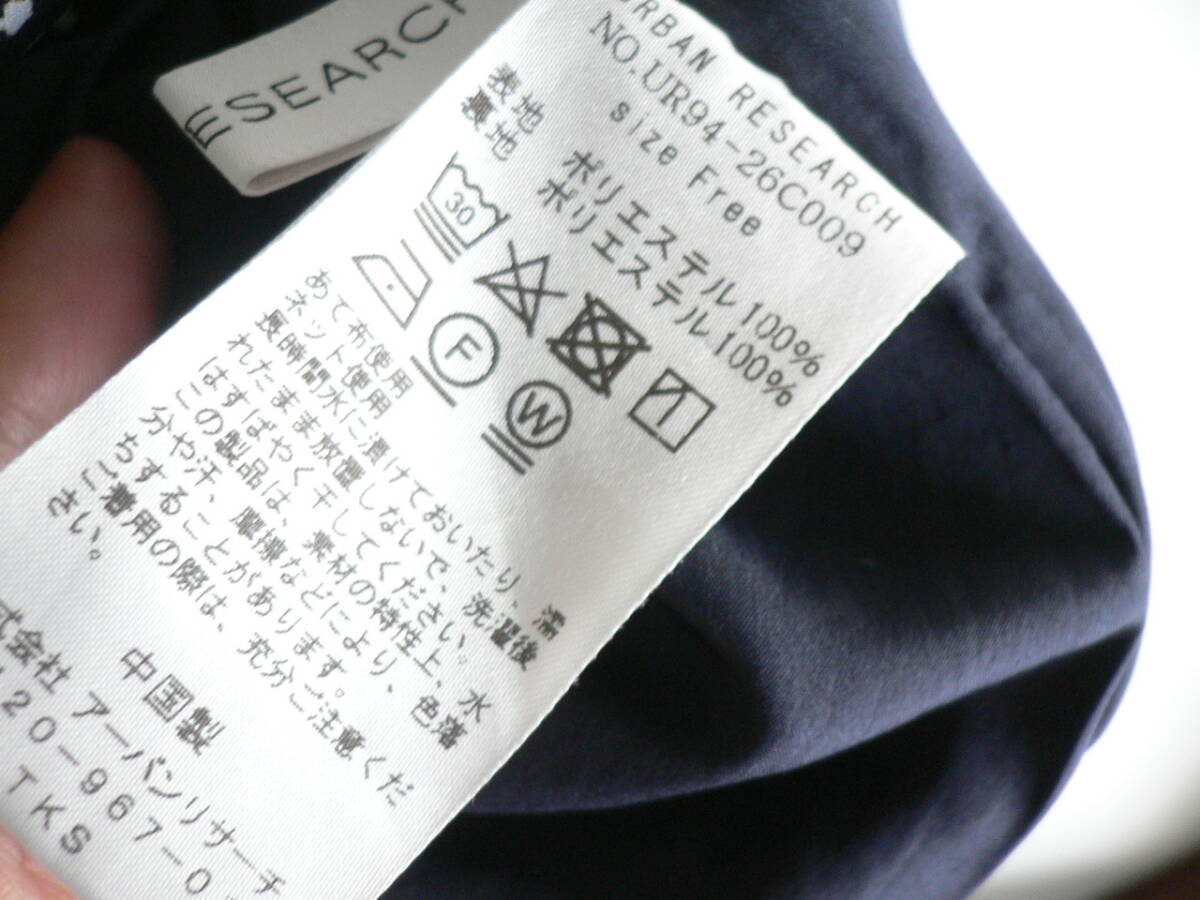 ESEARC
URBAN RESEARCH
NO.UR94-26C009
size Free
表地 ポリエステル100%
裏地 ポリエステル100%
30
F
W
あて布使用
ネット使用
長時間水に漬けておいたり、濡
れたまま放置しないで、洗濯後
はすばやく干してください。
この製品は、素材の特性上、水
分や汗、摩擦などにより、色落
ちすることがあります。
ご着用の際は、充分ご注意くだ
さい。
中国製
式会社 アーバンリサーチ
20-967-0
TKS